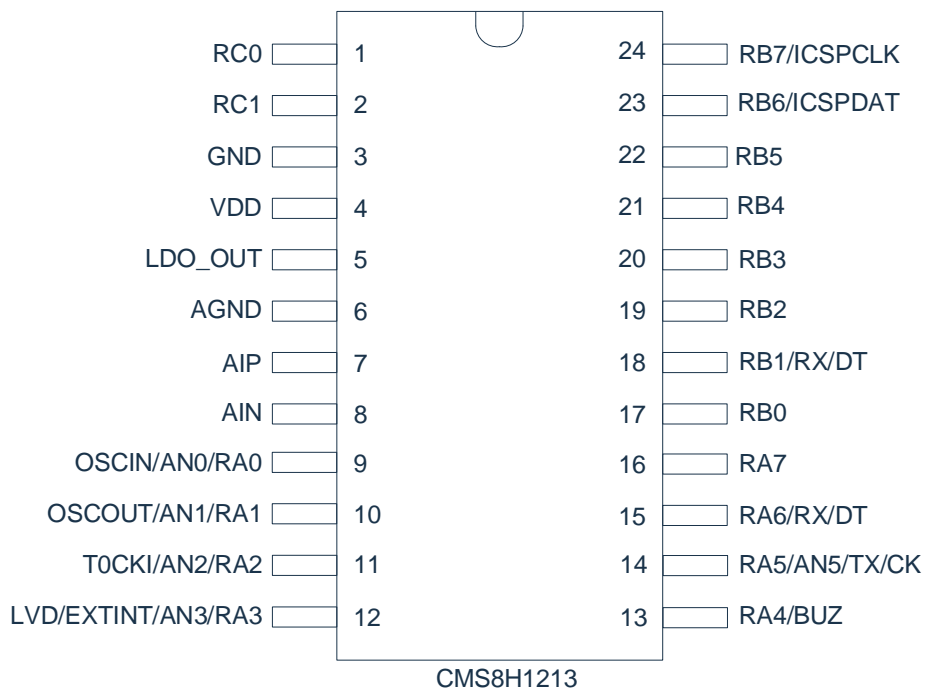 RC0 1 24 RB7/ICSPCLK
RC1 2 23 RB6/ICSPDAT
GND 3 22 RB5
VDD 4 21 RB4
LDO_OUT 5 20 RB3
AGND 6 19 RB2
AIP 7 18 RB1/RX/DT
AIN 8 17 RB0
OSCIN/AN0/RA0 9 16 RA7
OSCOUT/AN1/RA1 10 15 RA6/RX/DT
T0CKI/AN2/RA2 11 14 RA5/AN5/TX/CK
LVD/EXTINT/AN3/RA3 12 13 RA4/BUZ
CMS8H1213